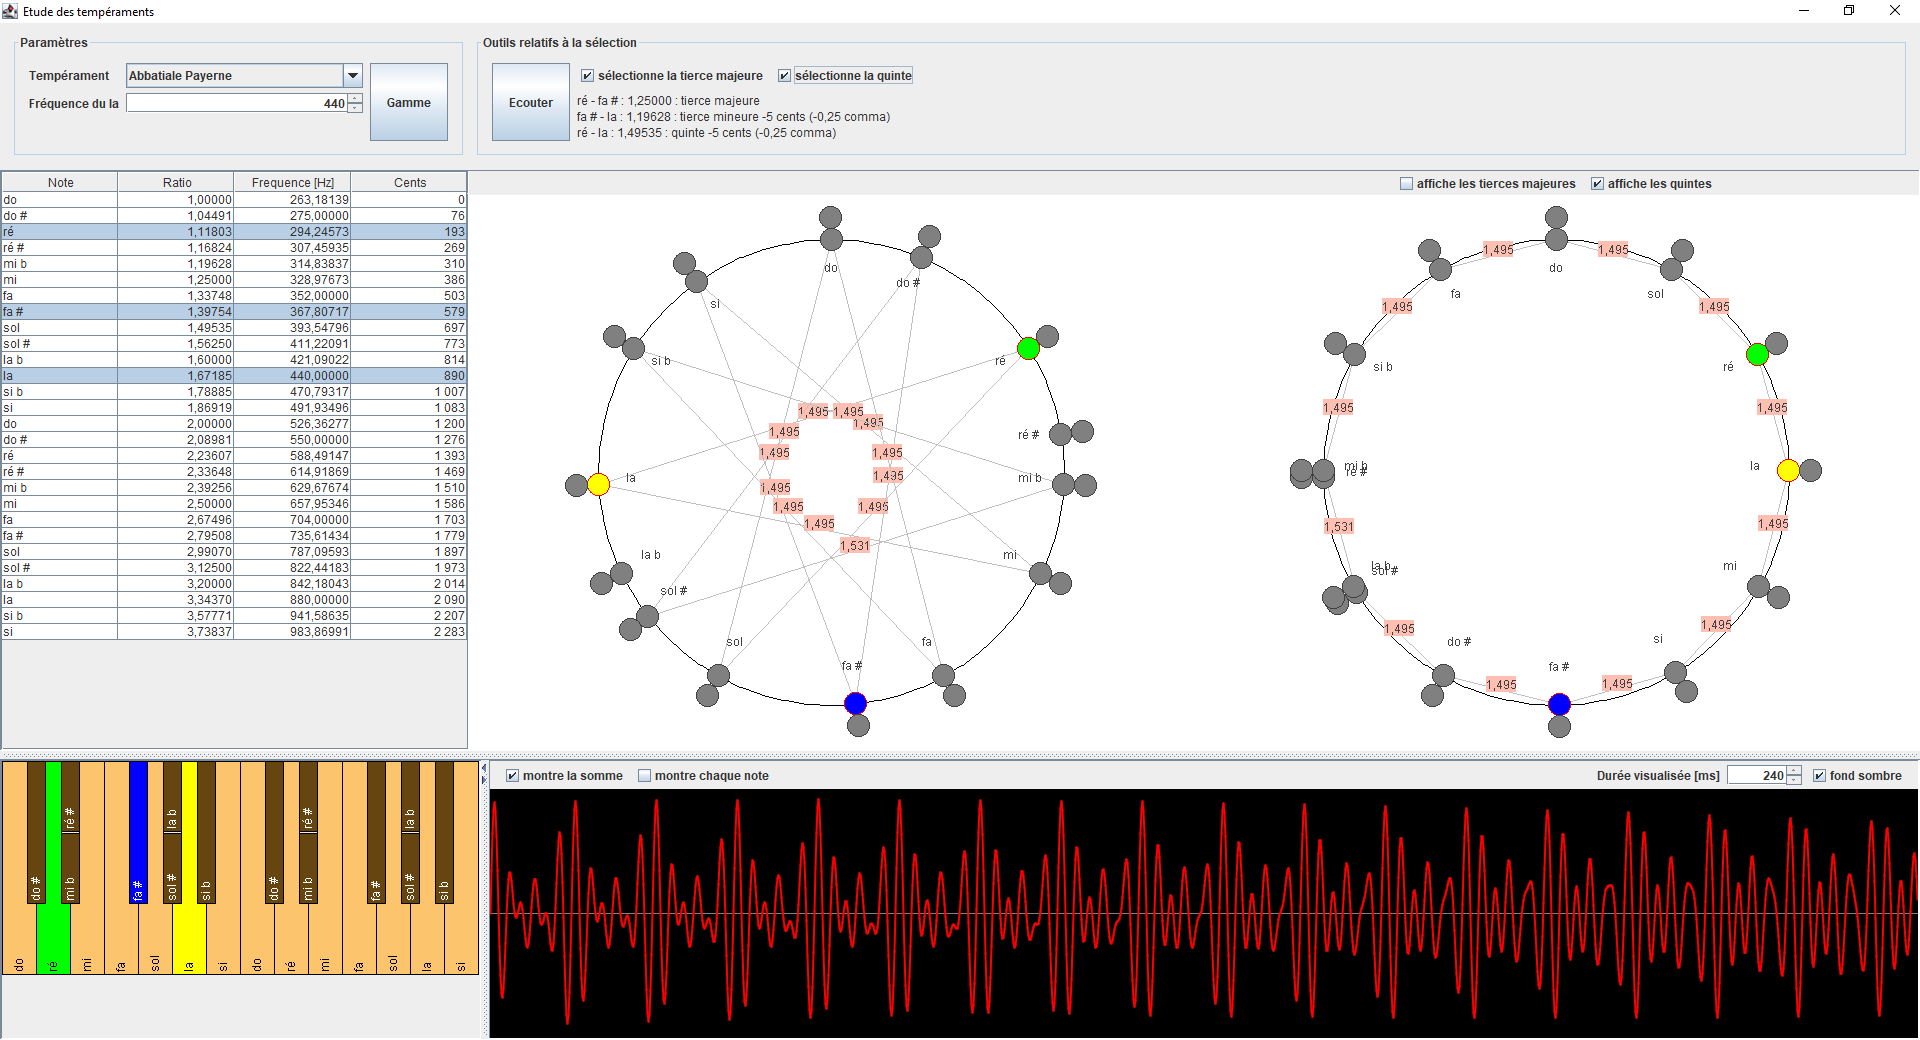 Etude des tempéraments
Paramètres
Tempérament Abbatiale Payerne
Fréquence du la 440
Gamme
Outils relatifs à la sélection
Ecouter
sélectionne la tierce majeure sélectionne la quinte
ré - fa # : 1,25000 : tierce majeure
fa # - la : 1,19628 : tierce mineure -5 cents (-0,25 comma)
ré - la : 1,49535 : quinte -5 cents (-0,25 comma)
Note Ratio Frequence [Hz] Cents
do 1,00000 263,18139 0
do # 1,04491 275,00000 76
ré 1,11803 294,24573 193
ré # 1,16824 307,45935 269
mi b 1,19628 314,83837 310
mi 1,25000 328,97673 386
fa 1,33748 352,00000 503
fa # 1,39754 367,80717 579
sol 1,49535 393,54796 697
sol # 1,56250 411,22091 773
la b 1,60000 421,09022 814
la 1,67185 440,00000 890
si b 1,78885 470,79317 1 007
si 1,86919 491,93496 1 083
do 2,00000 526,36277 1 200
do # 2,08981 550,00000 1 276
ré 2,23607 588,49147 1 393
ré # 2,33648 614,91869 1 469
mi b 2,39256 629,67674 1 510
mi 2,50000 657,95346 1 586
fa 2,67496 704,00000 1 703
fa # 2,79508 735,61434 1 779
sol 2,99070 787,09593 1 897
sol # 3,12500 822,44183 1 973
la b 3,20000 842,18043 2 014
la 3,34370 880,00000 2 090
si b 3,57771 941,58635 2 207
si 3,73837 983,86991 2 283
affiche les tierces majeures affiche les quintes
do
do #
si
si b
ré
ré #
la
mi b
la b
mi
sol #
sol
fa
fa #
1,495 1,495
1,495
1,495
1,495 1,495
1,495
1,495
1,495 1,495
1,495
1,531
1,495 1,495
do
fa sol
1,495 1,495
si b ré
1,495 1,495
mi b
ré #
la
1,531 1,495
la b
sol #
mi
1,495 1,495
do # si
fa #
1,495 1,495
ré # la b ré # la b
do # mi b fa # sol # si b do # mi b fa # sol # si b
do ré mi fa sol la si do ré mi fa sol la si
montre la somme montre chaque note
Durée visualisée [ms] 240 fond sombre